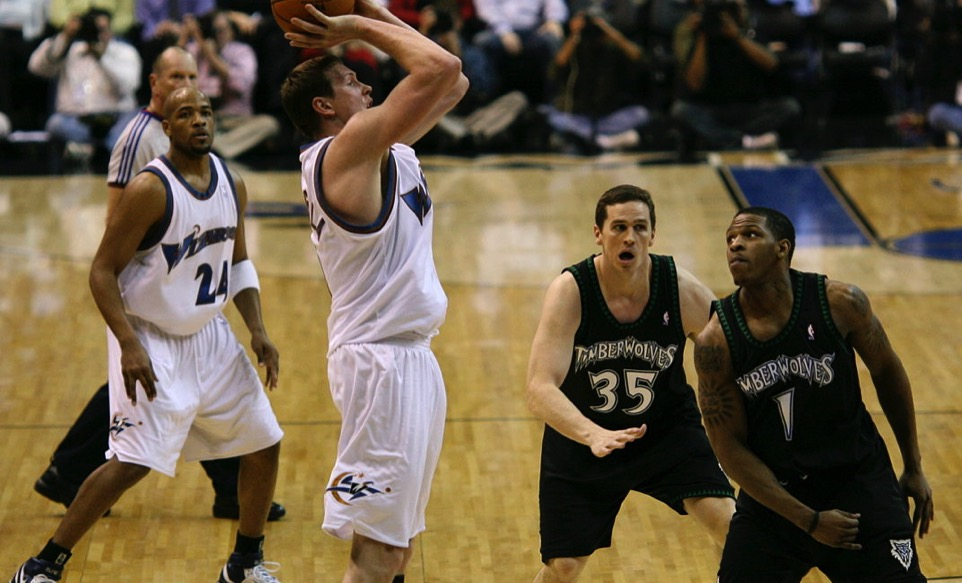 WIZARDS
24
TIMBERWOLVES
35
TIMBERWOLVES
1